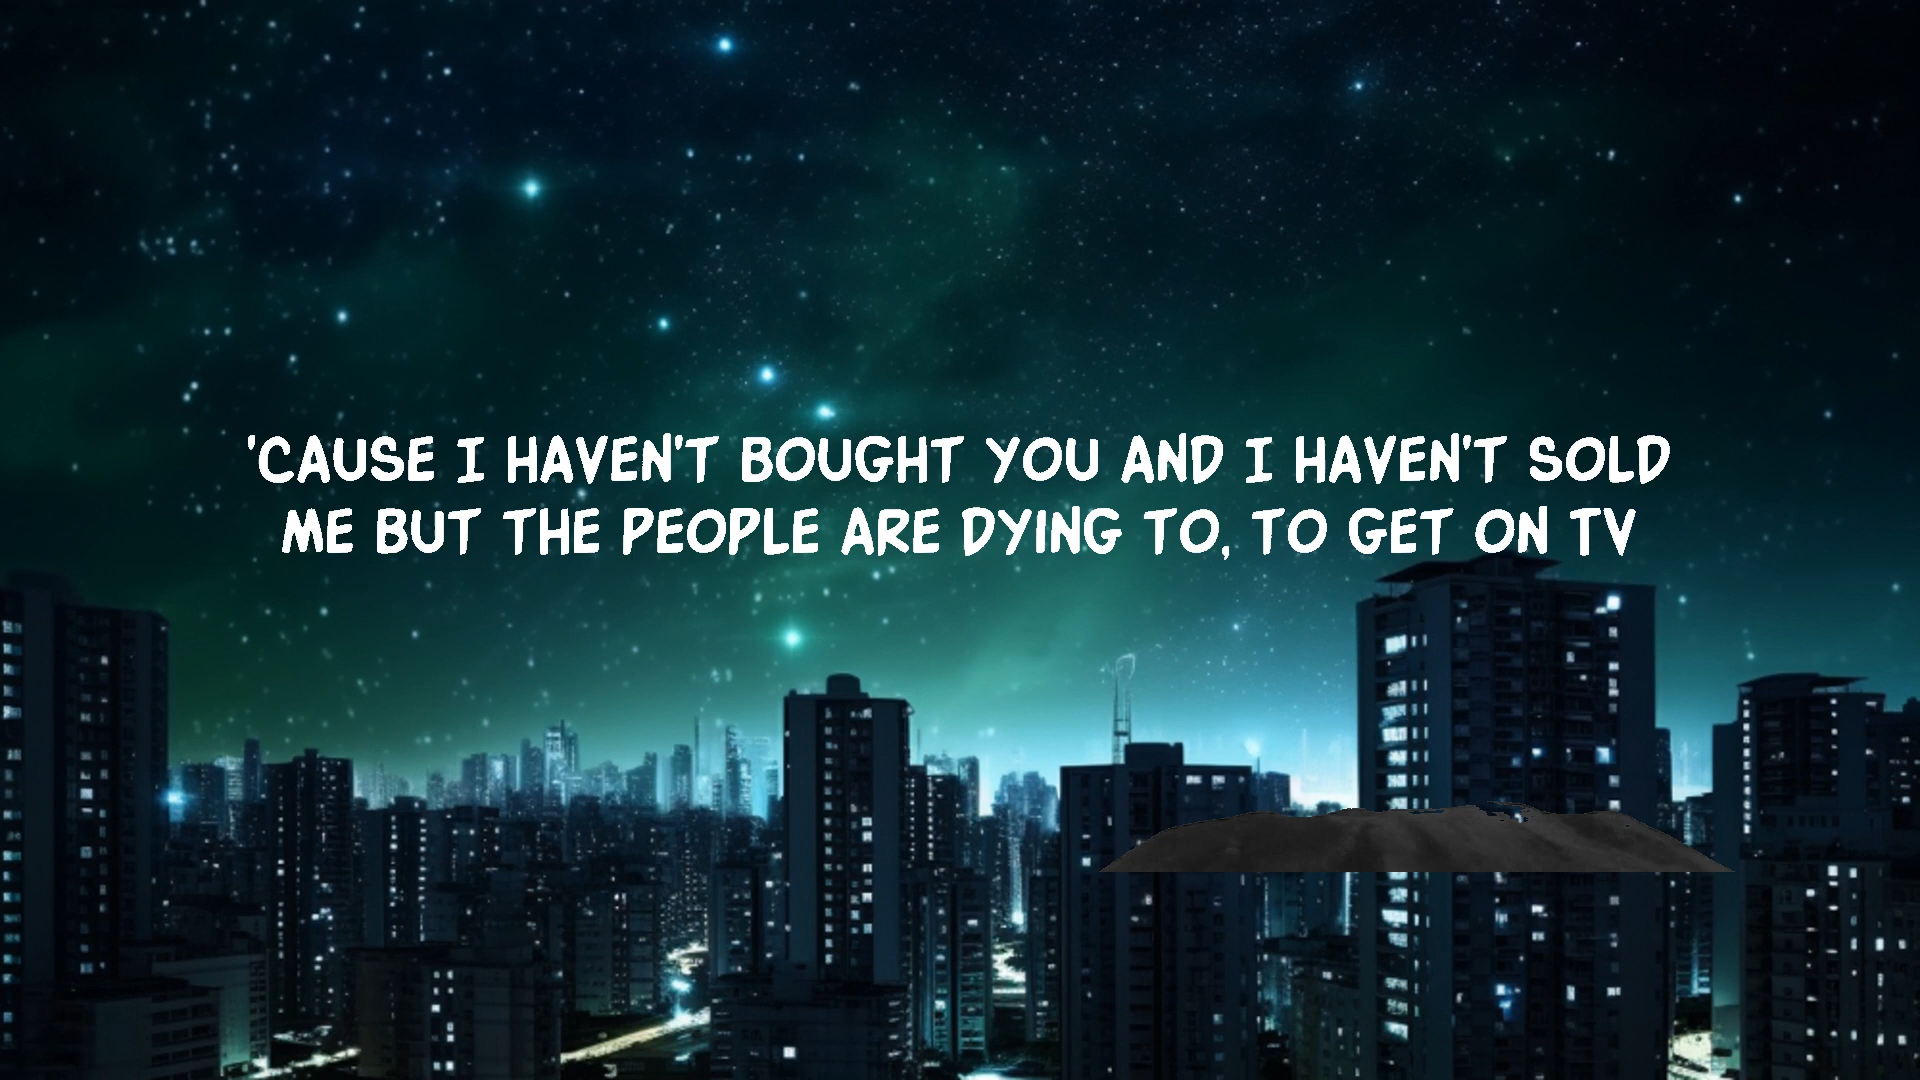 'CAUSE I HAVEN'T BOUGHT YOU AND I HAVEN'T SOLD
ME BUT THE PEOPLE ARE DYING TO, TO GET ON TV